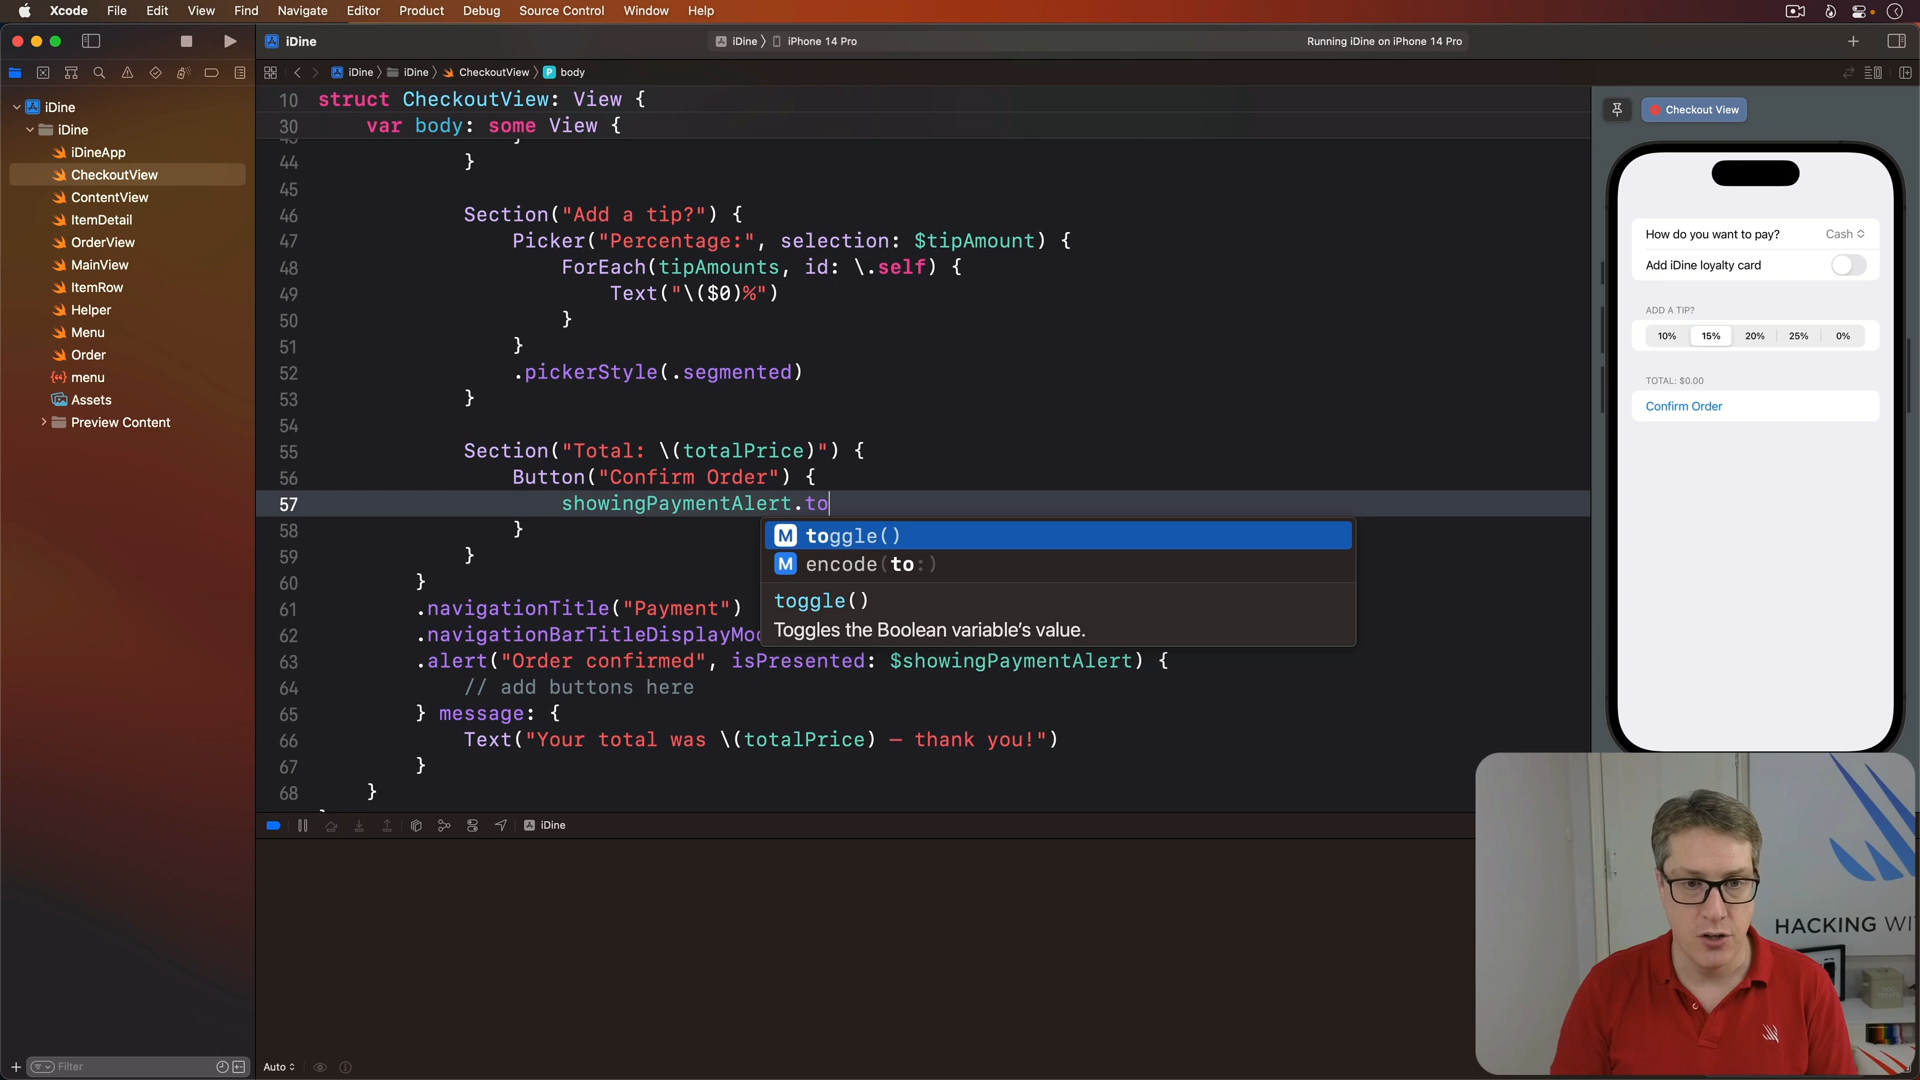 Xcode File Edit View Find Navigate Editor Product Debug Source Control Window Help
iDine
iDine 〉 iPhone 14 Pro
Running iDine on iPhone 14 Pro
iDine 〉 iDine 〉 CheckoutView 〉 P body
iDine
iDine
iDineApp
CheckoutView
ContentView
ItemDetail
OrderView
MainView
ItemRow
Helper
Menu
Order
menu
Assets
Preview Content
Filter
10 struct CheckoutView: View {
30 var body: some View {
44 }
45
46 Section("Add a tip?") {
47 Picker("Percentage:", selection: $tipAmount) {
48 ForEach(tipAmounts, id: \.self) {
49 Text("\($0)%")
50 }
51 }
52 .pickerStyle(.segmented)
53 }
54
55 Section("Total: \(totalPrice)") {
56 Button("Confirm Order") {
57 showingPaymentAlert.to
58 }
59 }
60 }
61 .navigationTitle("Payment")
62 .navigationBarTitleDisplayMo
63 .alert("Order confirmed", isPresented: $showingPaymentAlert) {
64 // add buttons here
65 } message: {
66 Text("Your total was \(totalPrice) – thank you!")
67 }
68 }
M toggle()
M encode(to:)
toggle()
Toggles the Boolean variable's value.
iDine
Auto
Checkout View
How do you want to pay? Cash
Add iDine loyalty card
ADD A TIP?
10% 15% 20% 25% 0%
TOTAL: $0.00
Confirm Order
HACKING WI